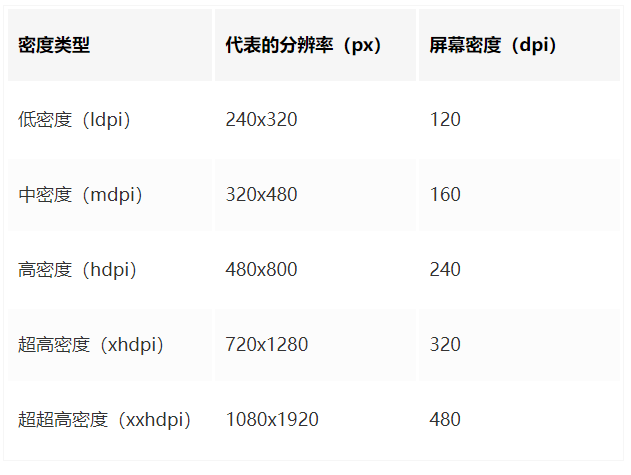 密度类型 代表的分辨率（px） 屏幕密度（dpi）
低密度（ldpi） 240x320 120
中密度（mdpi） 320x480 160
高密度（hdpi） 480x800 240
超高密度（xhdpi） 720x1280 320
超超高密度（xxhdpi） 1080x1920 480